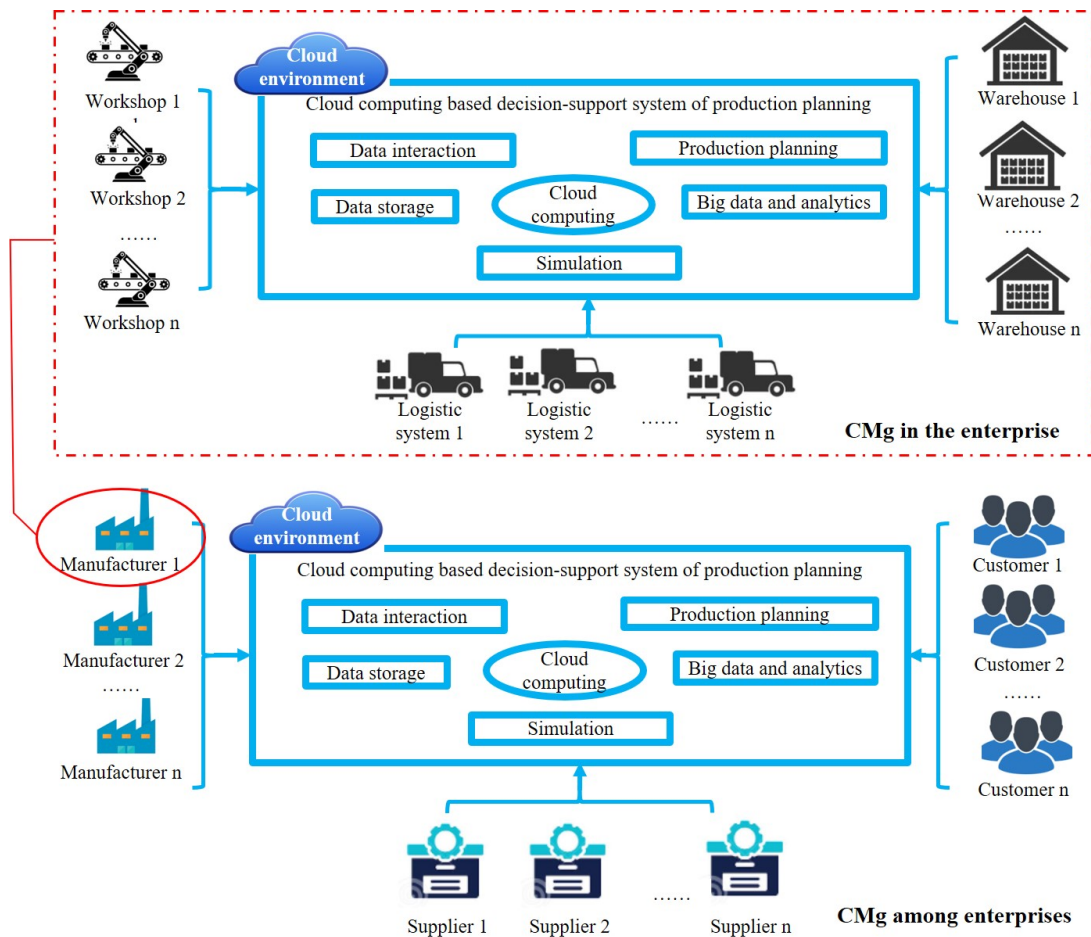 Cloud
environment
Cloud computing based decision-support system of production planning
Workshop 1
Workshop 2
......
Workshop n
Data interaction
Production planning
Data storage
Cloud
computing
Big data and analytics
Simulation
Warehouse 1
Warehouse 2
......
Warehouse n
Logistic
system 1
Logistic
system 2
......
Logistic
system n
CMg in the enterprise
Cloud
environment
Cloud computing based decision-support system of production planning
Manufacturer 1
Manufacturer 2
......
Manufacturer n
Data interaction
Production planning
Data storage
Cloud
computing
Big data and analytics
Simulation
Customer 1
Customer 2
......
Customer n
Supplier 1
Supplier 2
......
Supplier n
CMg among enterprises